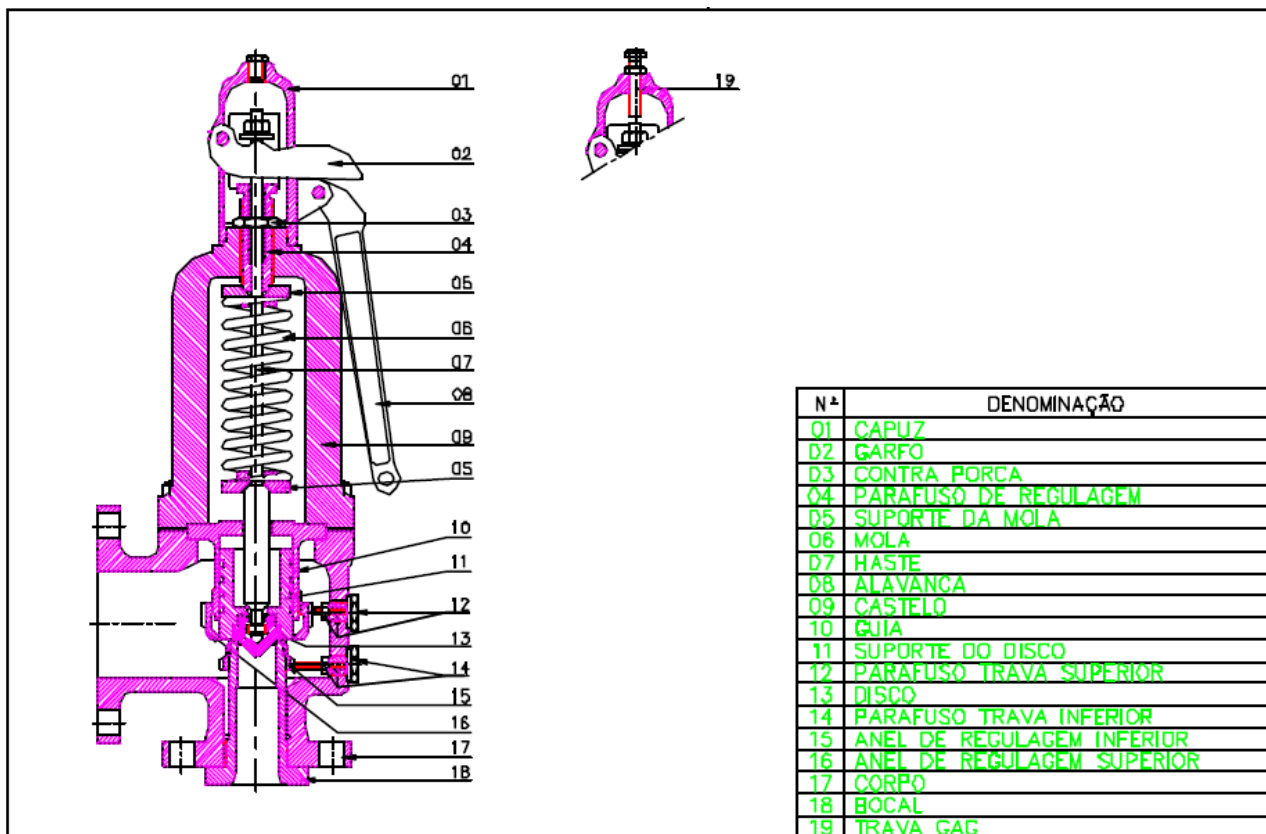 01
19
02
03
04
05
06
07
08
09
05
10
11
12
13
14
15
16
17
18
Nº DENOMINAÇÃO
01 CAPUZ
02 GARFO
03 CONTRA PORCA
04 PARAFUSO DE REGULAGEM
05 SUPORTE DA MOLA
06 MOLA
07 HASTE
08 ALAVANCA
09 CASTELO
10 GUIA
11 SUPORTE DO DISCO
12 PARAFUSO TRAVA SUPERIOR
13 DISCO
14 PARAFUSO TRAVA INFERIOR
15 ANEL DE REGULAGEM INFERIOR
16 ANEL DE REGULAGEM SUPERIOR
17 CORPO
18 BOCAL
19 TRAVA GAG